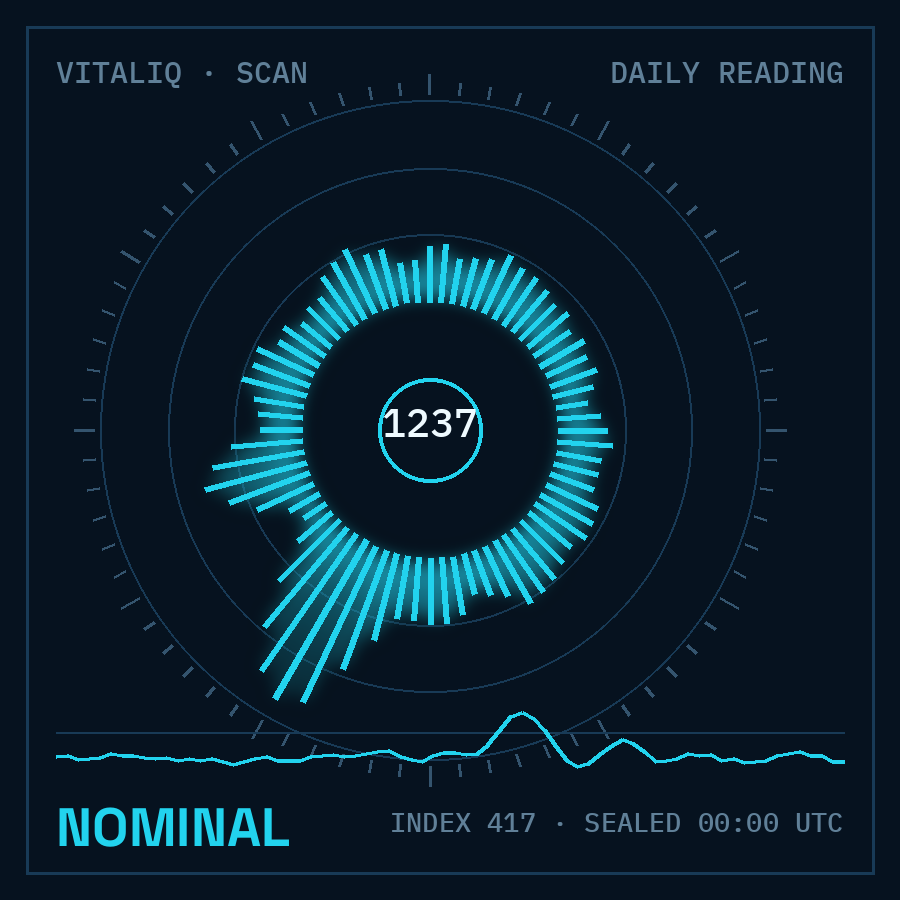 VITALIQ · SCAN
DAILY READING
1237
NOMINAL
INDEX 417 · SEALED 00:00 UTC